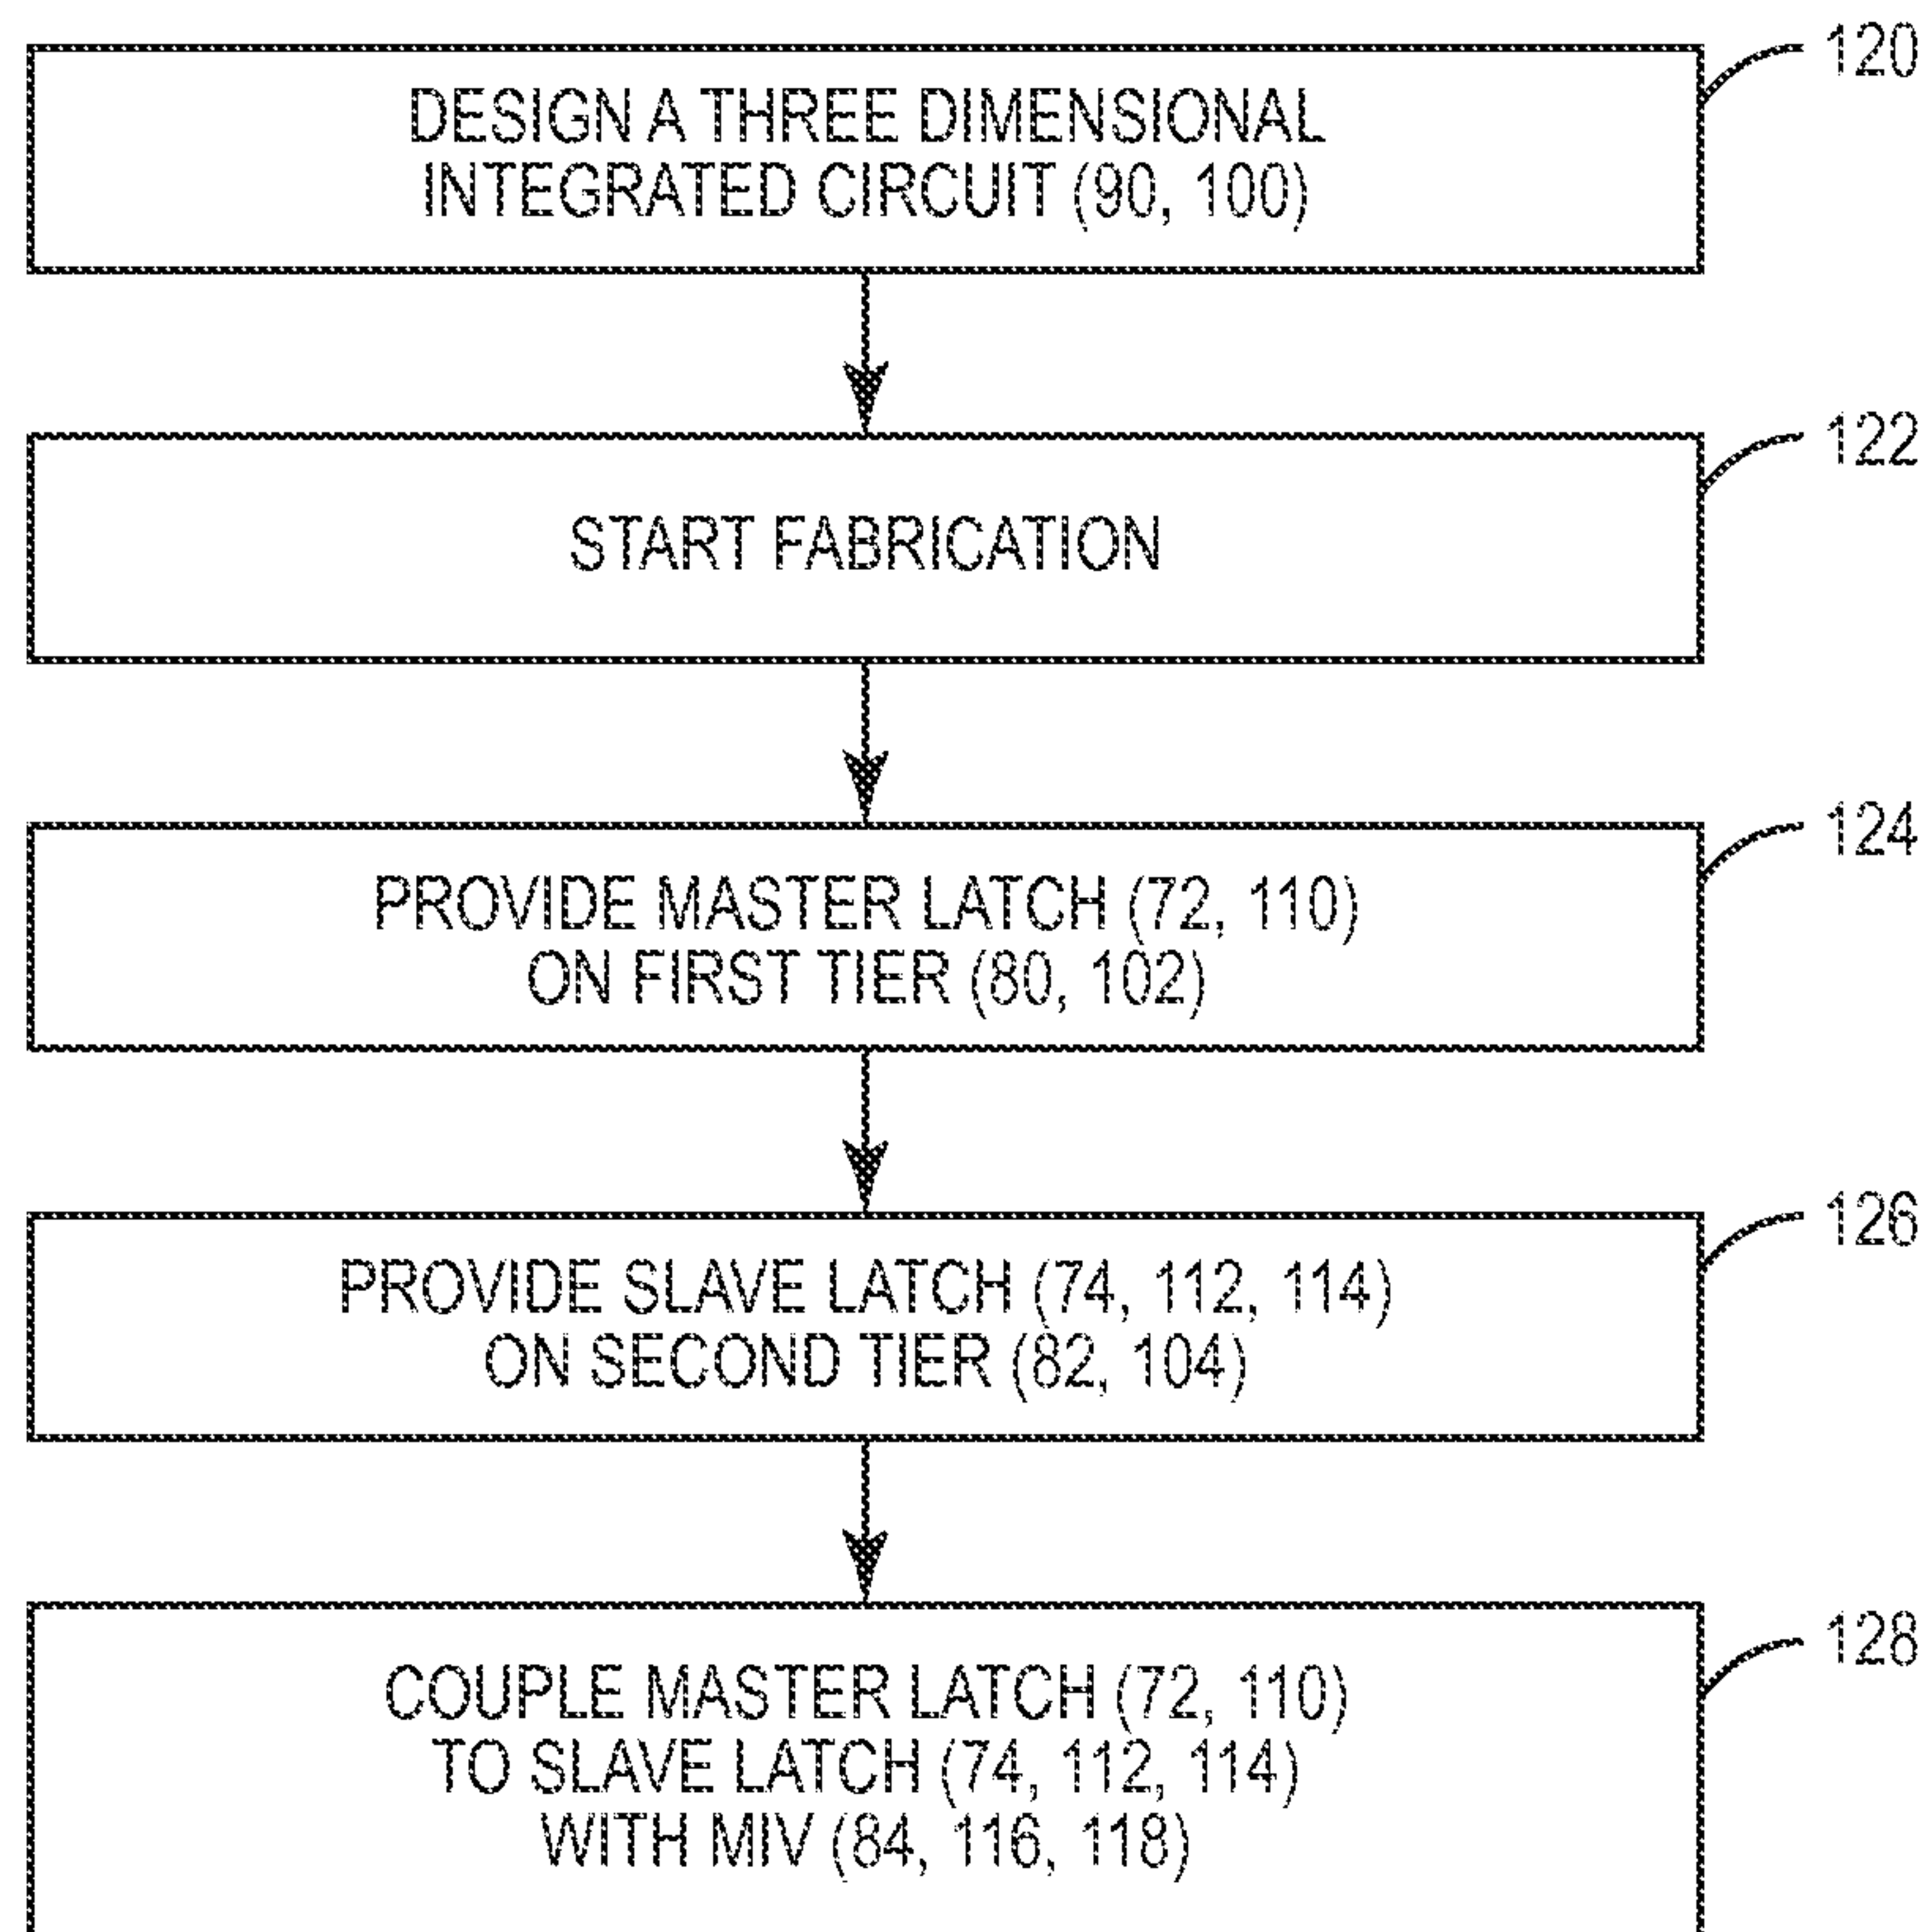 120
DESIGN A THREE DIMENSIONAL
INTEGRATED CIRCUIT (90, 100)
122
START FABRICATION
124
PROVIDE MASTER LATCH (72, 110)
ON FIRST TIER (80, 102)
126
PROVIDE SLAVE LATCH (74, 112, 114)
ON SECOND TIER (82, 104)
128
COUPLE MASTER LATCH (72, 110)
TO SLAVE LATCH (74, 112, 114)
WITH MIV (84, 116, 118)